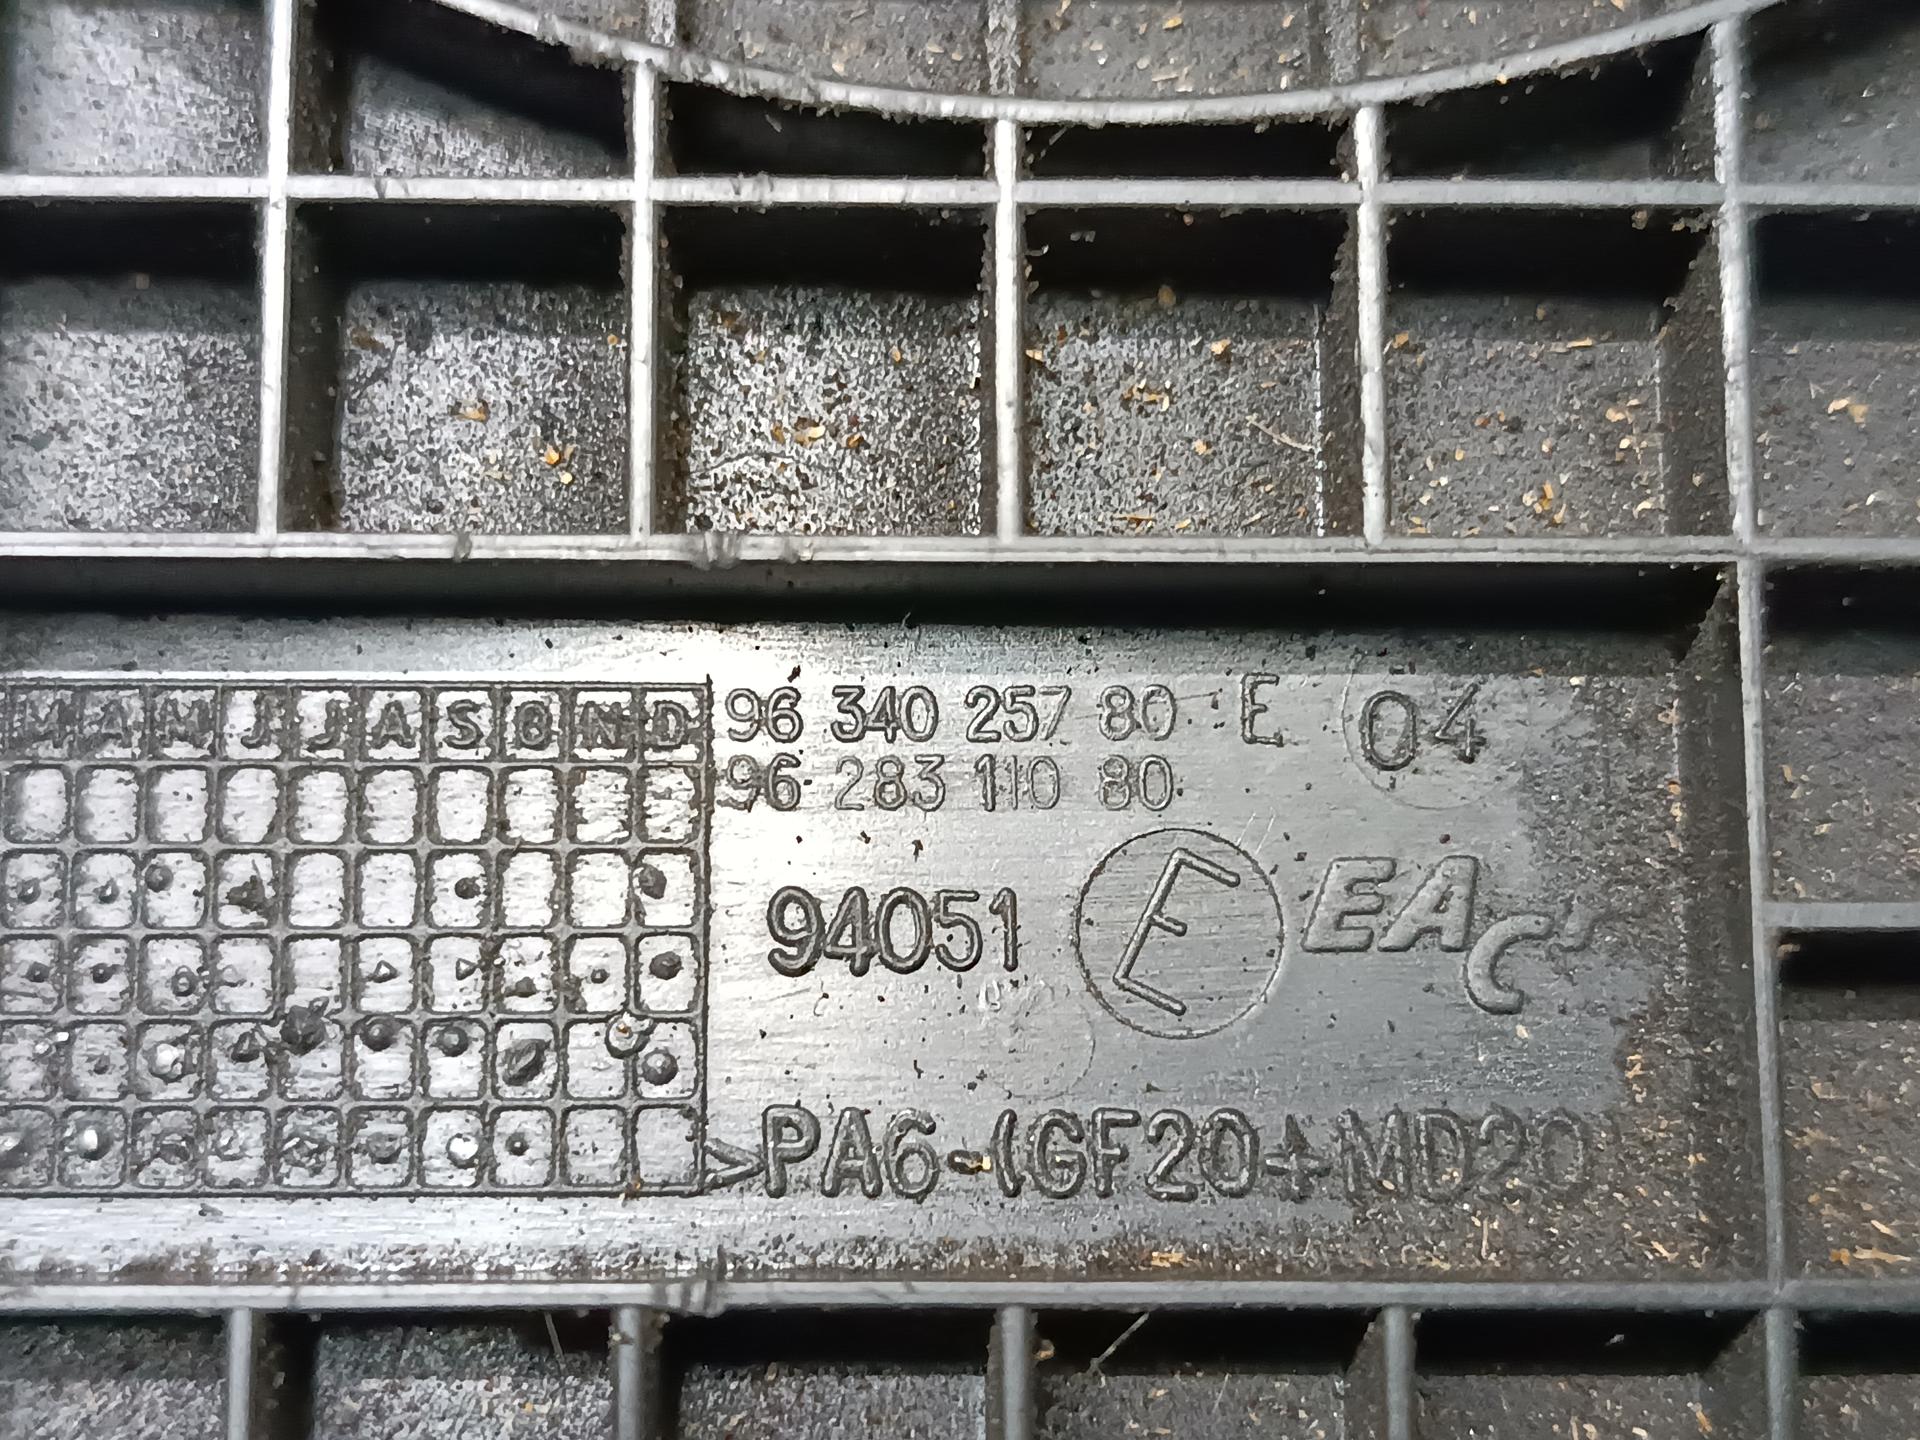 M A M J J A S O N D
96 340 257 80 E 04
96 283 110 80
94051 E EAC
>PA6-(GF20+MD20